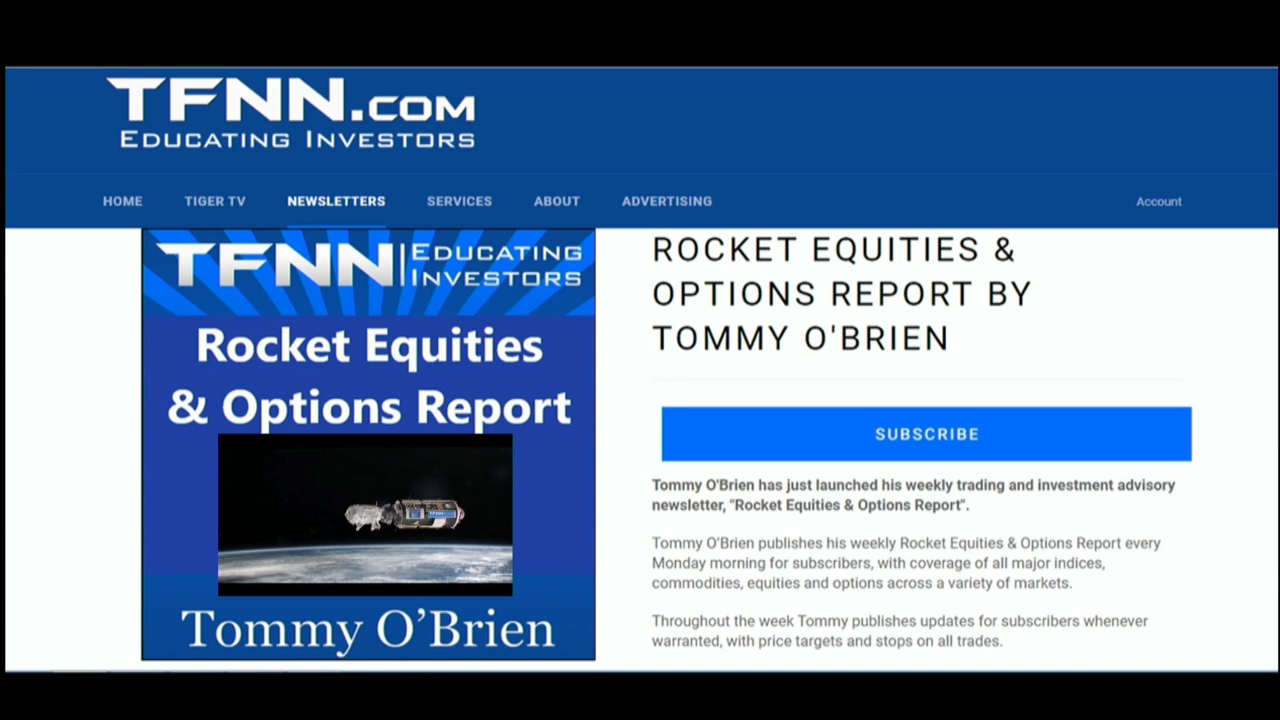 TFNN.COM
EDUCATING INVESTORS
HOME TIGER TV NEWSLETTERS SERVICES ABOUT ADVERTISING Account
TFNN EDUCATING
INVESTORS
Rocket Equities
& Options Report
Tommy O’Brien
ROCKET EQUITIES &
OPTIONS REPORT BY
TOMMY O'BRIEN
SUBSCRIBE
Tommy O'Brien has just launched his weekly trading and investment advisory
newsletter, "Rocket Equities & Options Report".
Tommy O’Brien publishes his weekly Rocket Equities & Options Report every
Monday morning for subscribers, with coverage of all major indices,
commodities, equities and options across a variety of markets.
Throughout the week Tommy publishes updates for subscribers whenever
warranted, with price targets and stops on all trades.